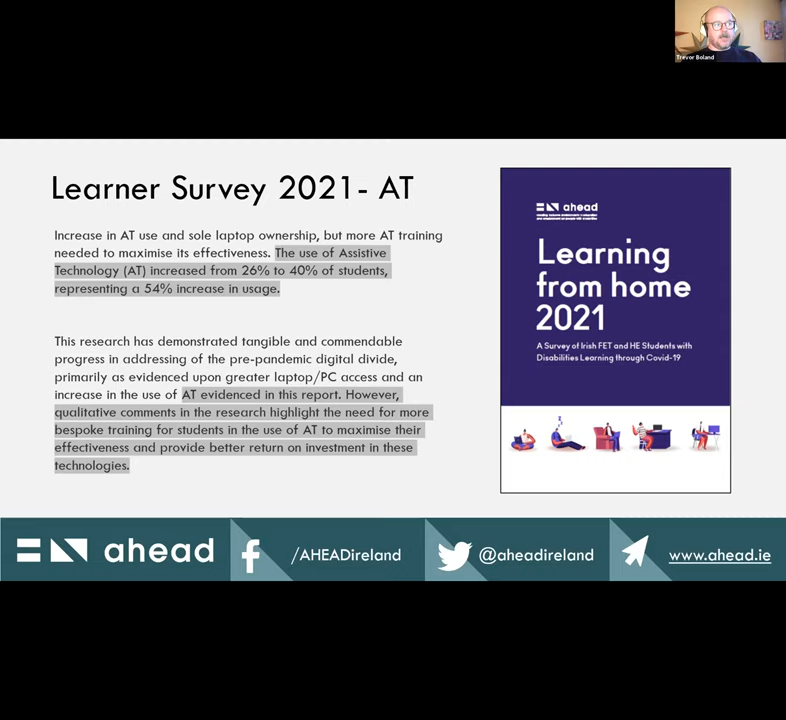 Trevor Boland
Learner Survey 2021- AT
Increase in AT use and sole laptop ownership, but more AT training
needed to maximise its effectiveness. The use of Assistive
Technology (AT) increased from 26% to 40% of students,
representing a 54% increase in usage.
This research has demonstrated tangible and commendable
progress in addressing of the pre-pandemic digital divide,
primarily as evidenced upon greater laptop/PC access and an
increase in the use of AT evidenced in this report. However,
qualitative comments in the research highlight the need for more
bespoke training for students in the use of AT to maximise their
effectiveness and provide better return on investment in these
technologies.
ahead
Learning
from home
2021
A Survey of Irish FET and HE Students with
Disabilities Learning through Covid-19
ahead
/AHEADireland
@aheadireland
www.ahead.ie